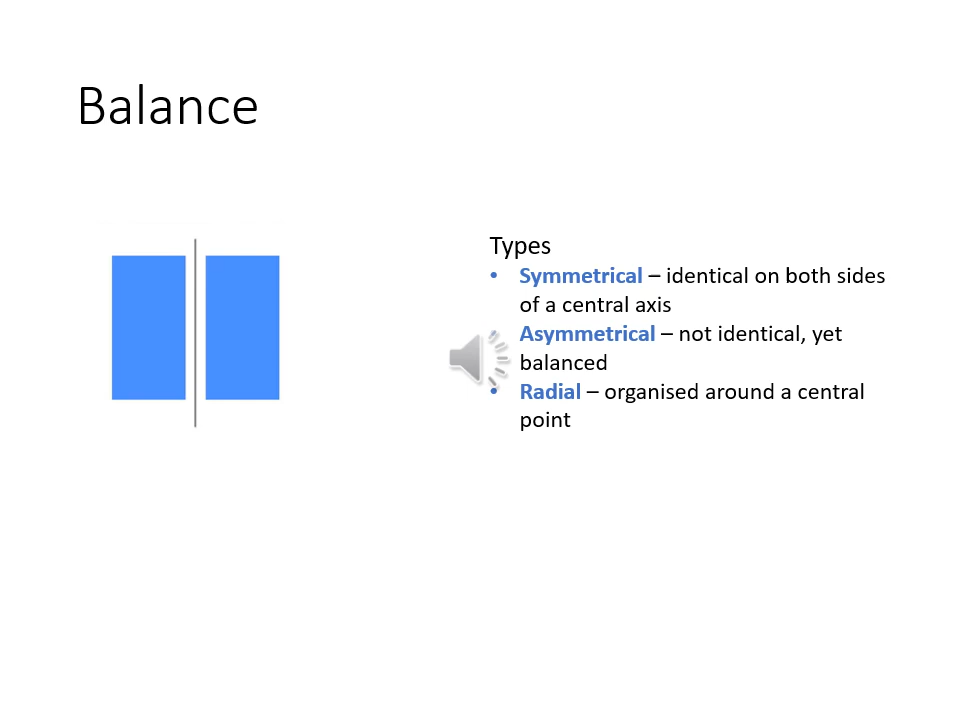 Balance
Types
• Symmetrical – identical on both sides
of a central axis
• Asymmetrical – not identical, yet
balanced
• Radial – organised around a central
point